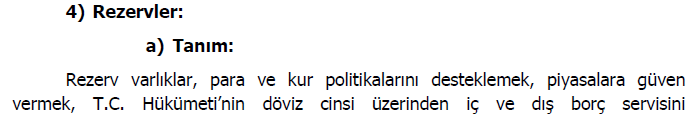 4) Rezervler:
a) Tanım:
Rezerv varlıklar, para ve kur politikalarını desteklemek, piyasalara güven
vermek, T.C. Hükümeti’nin döviz cinsi üzerinden iç ve dış borç servisini